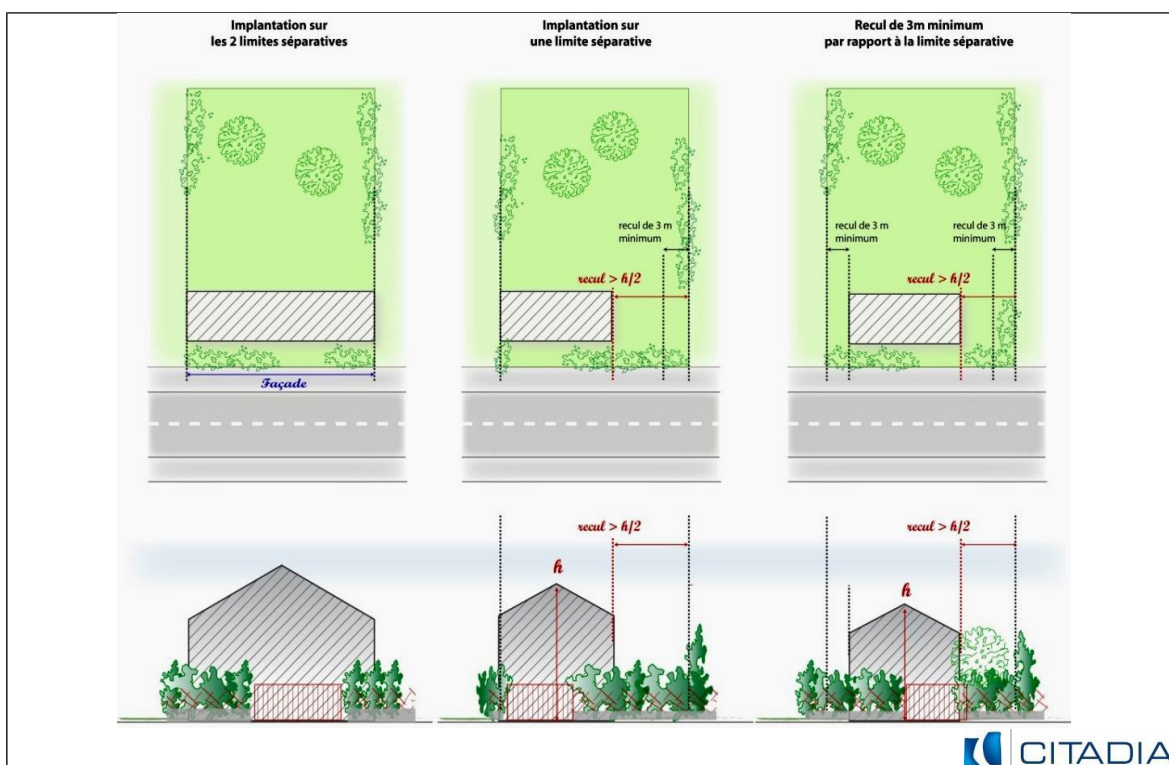 Implantation sur
les 2 limites séparatives
Implantation sur
une limite séparative
Recul de 3m minimum
par rapport à la limite séparative
recul de 3 m
minimum
recul > h/2
recul de 3 m
minimum
recul de 3 m
minimum
recul > h/2
Façade
recul > h/2
h
recul > h/2
h
CITADIA